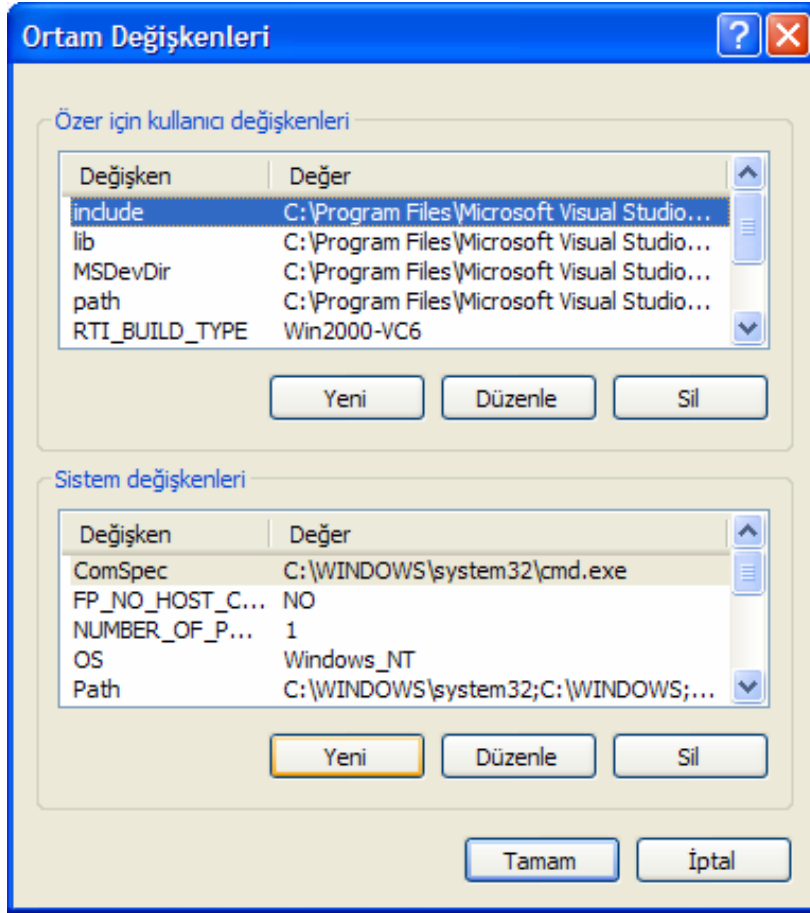 Ortam Değişkenleri
Özer için kullanıcı değişkenleri
Değişken Değer
include C:\Program Files\Microsoft Visual Studio...
lib C:\Program Files\Microsoft Visual Studio...
MSDevDir C:\Program Files\Microsoft Visual Studio...
path C:\Program Files\Microsoft Visual Studio...
RTI_BUILD_TYPE Win2000-VC6
Yeni Düzenle Sil
Sistem değişkenleri
Değişken Değer
ComSpec C:\WINDOWS\system32\cmd.exe
FP_NO_HOST_C... NO
NUMBER_OF_P... 1
OS Windows_NT
Path C:\WINDOWS\system32;C:\WINDOWS;...
Yeni Düzenle Sil
Tamam İptal